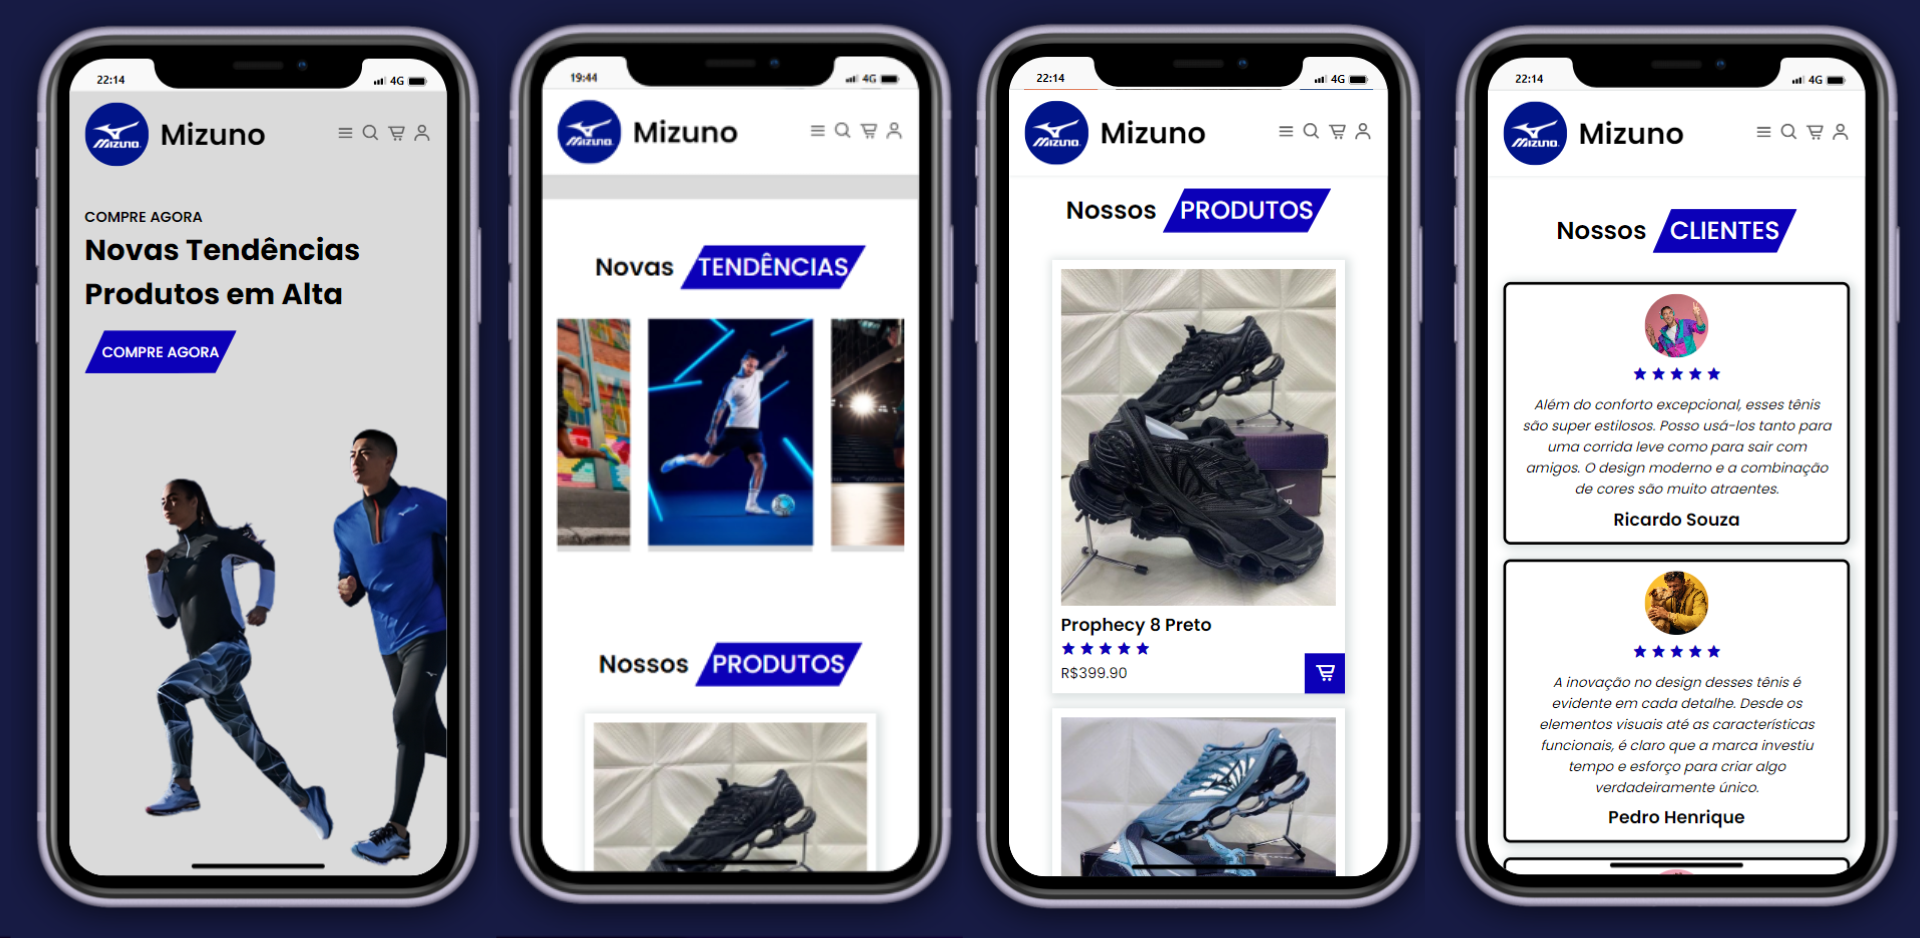 22:14
4G
MIZUNO
Mizuno
COMPRE AGORA
Novas Tendências
Produtos em Alta
COMPRE AGORA
19:44
4G
MIZUNO
Mizuno
Novas TENDÊNCIAS
Nossos PRODUTOS
22:14
4G
MIZUNO
Mizuno
Nossos PRODUTOS
Prophecy 8 Preto
R$399.90
22:14
4G
MIZUNO
Mizuno
Nossos CLIENTES
Além do conforto excepcional, esses tênis
são super estilosos. Posso usá-los tanto para
uma corrida leve como para sair com
amigos. O design moderno e a combinação
de cores são muito atraentes.
Ricardo Souza
A inovação no design desses tênis é
evidente em cada detalhe. Desde os
elementos visuais até as características
funcionais, é claro que a marca investiu
tempo e esforço para criar algo
verdadeiramente único.
Pedro Henrique